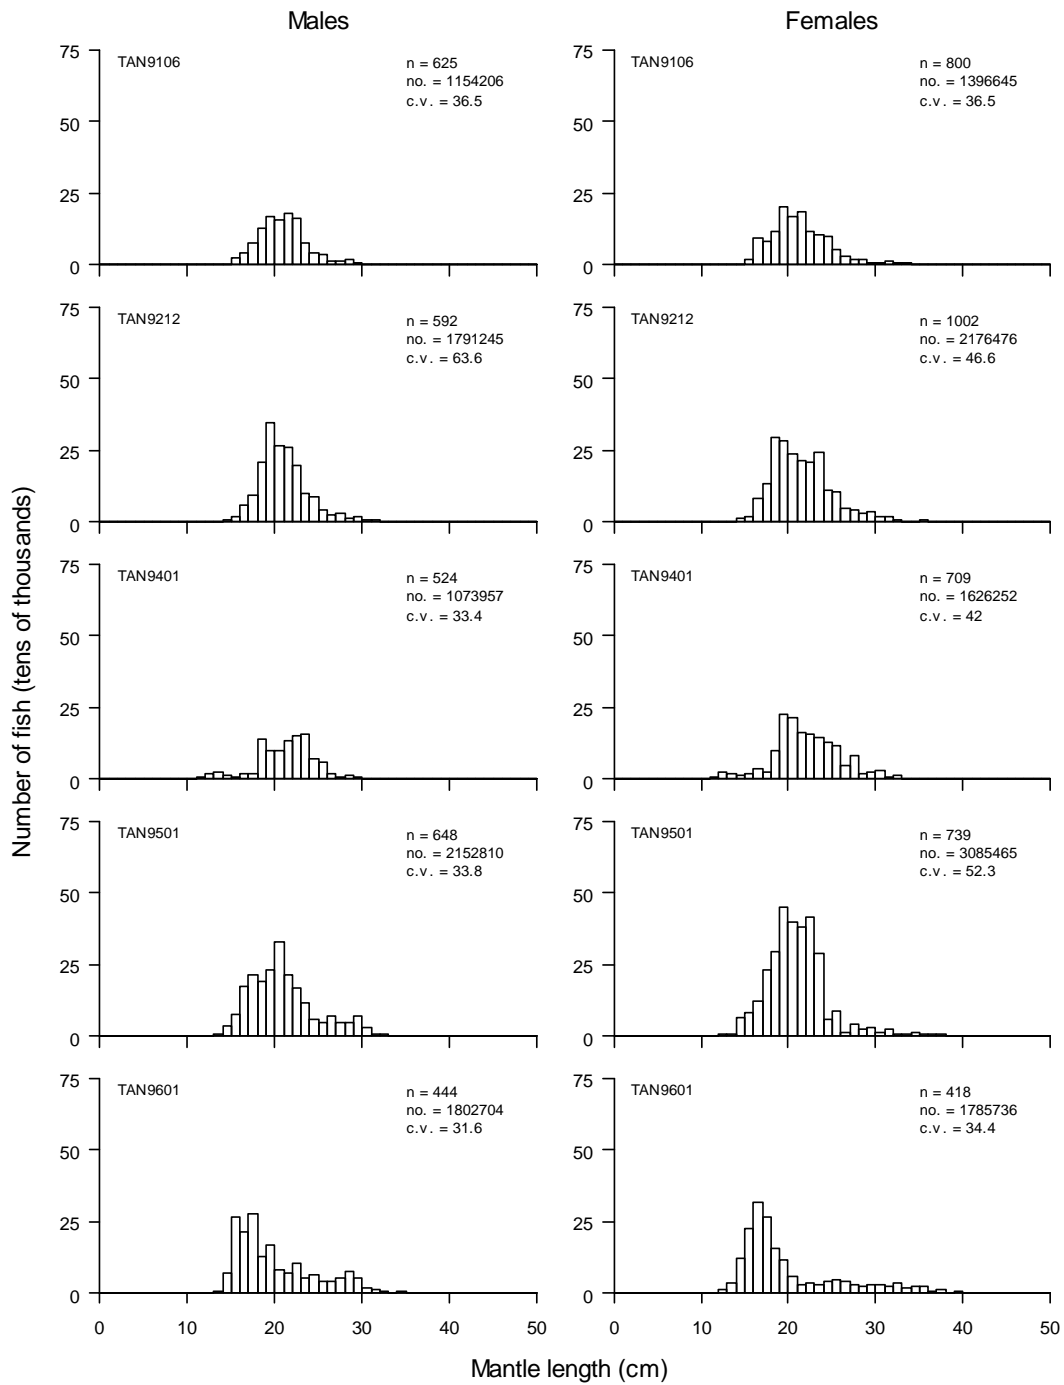 Males
Females
Number of fish (tens of thousands)
75
50
25
0
TAN9106
n = 625
no. = 1154206
c.v. = 36.5
75
50
25
0
0
10
20
30
40
50
TAN9106
n = 800
no. = 1396645
c.v. = 36.5
75
50
25
0
TAN9212
n = 592
no. = 1791245
c.v. = 63.6
75
50
25
0
TAN9212
n = 1002
no. = 2176476
c.v. = 46.6
75
50
25
0
TAN9401
n = 524
no. = 1073957
c.v. = 33.4
75
50
25
0
TAN9401
n = 709
no. = 1626252
c.v. = 42
75
50
25
0
TAN9501
n = 648
no. = 2152810
c.v. = 33.8
75
50
25
0
TAN9501
n = 739
no. = 3085465
c.v. = 52.3
75
50
25
0
TAN9601
n = 444
no. = 1802704
c.v. = 31.6
TAN9601
n = 418
no. = 1785736
c.v. = 34.4
0
10
20
30
40
50
Mantle length (cm)